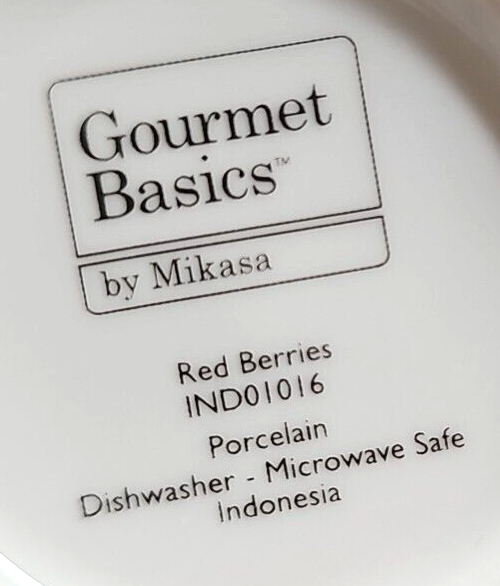 Gourmet
Basics™
by Mikasa
Red Berries
IND01016
Porcelain
Dishwasher - Microwave Safe
Indonesia